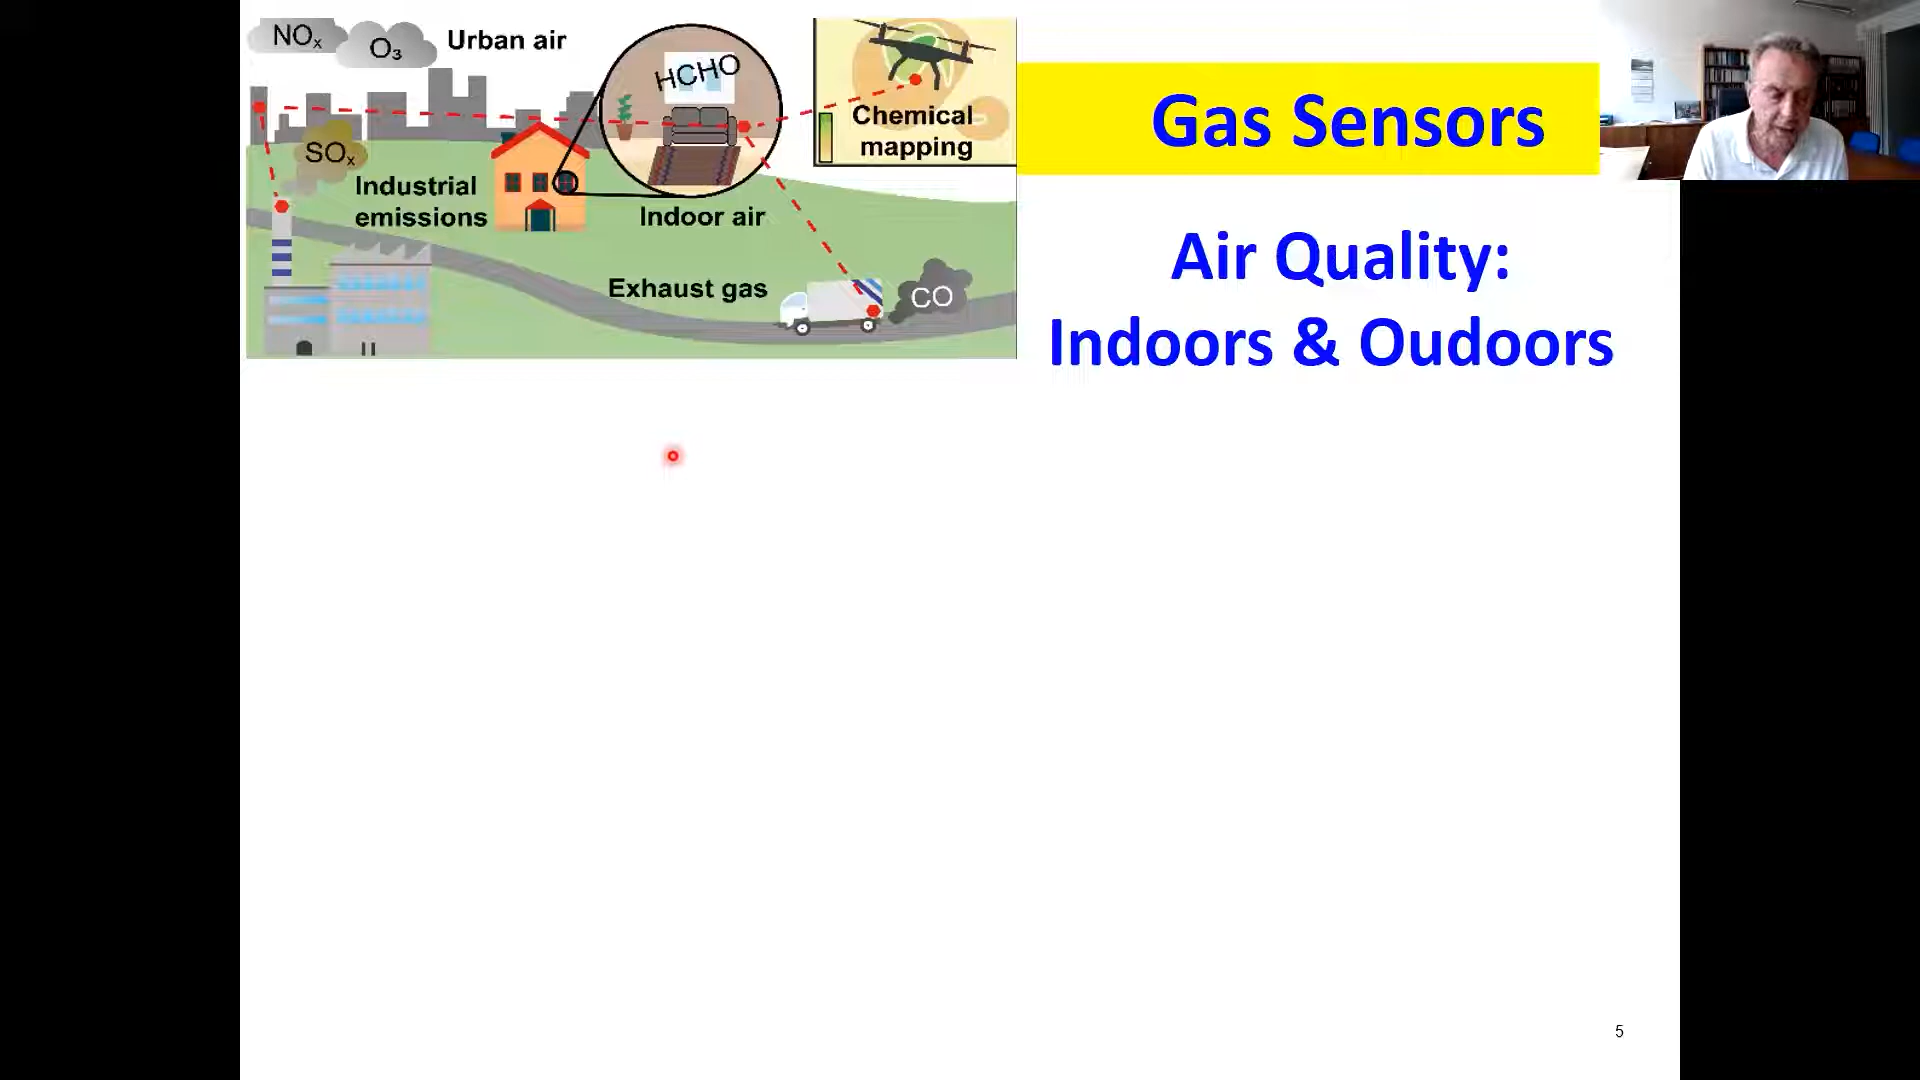 NOₓ
O₃
Urban air
HCHO
Chemical
mapping
SOₓ
Industrial
emissions
Indoor air
Exhaust gas
CO
Gas Sensors
Air Quality:
Indoors & Oudoors
5